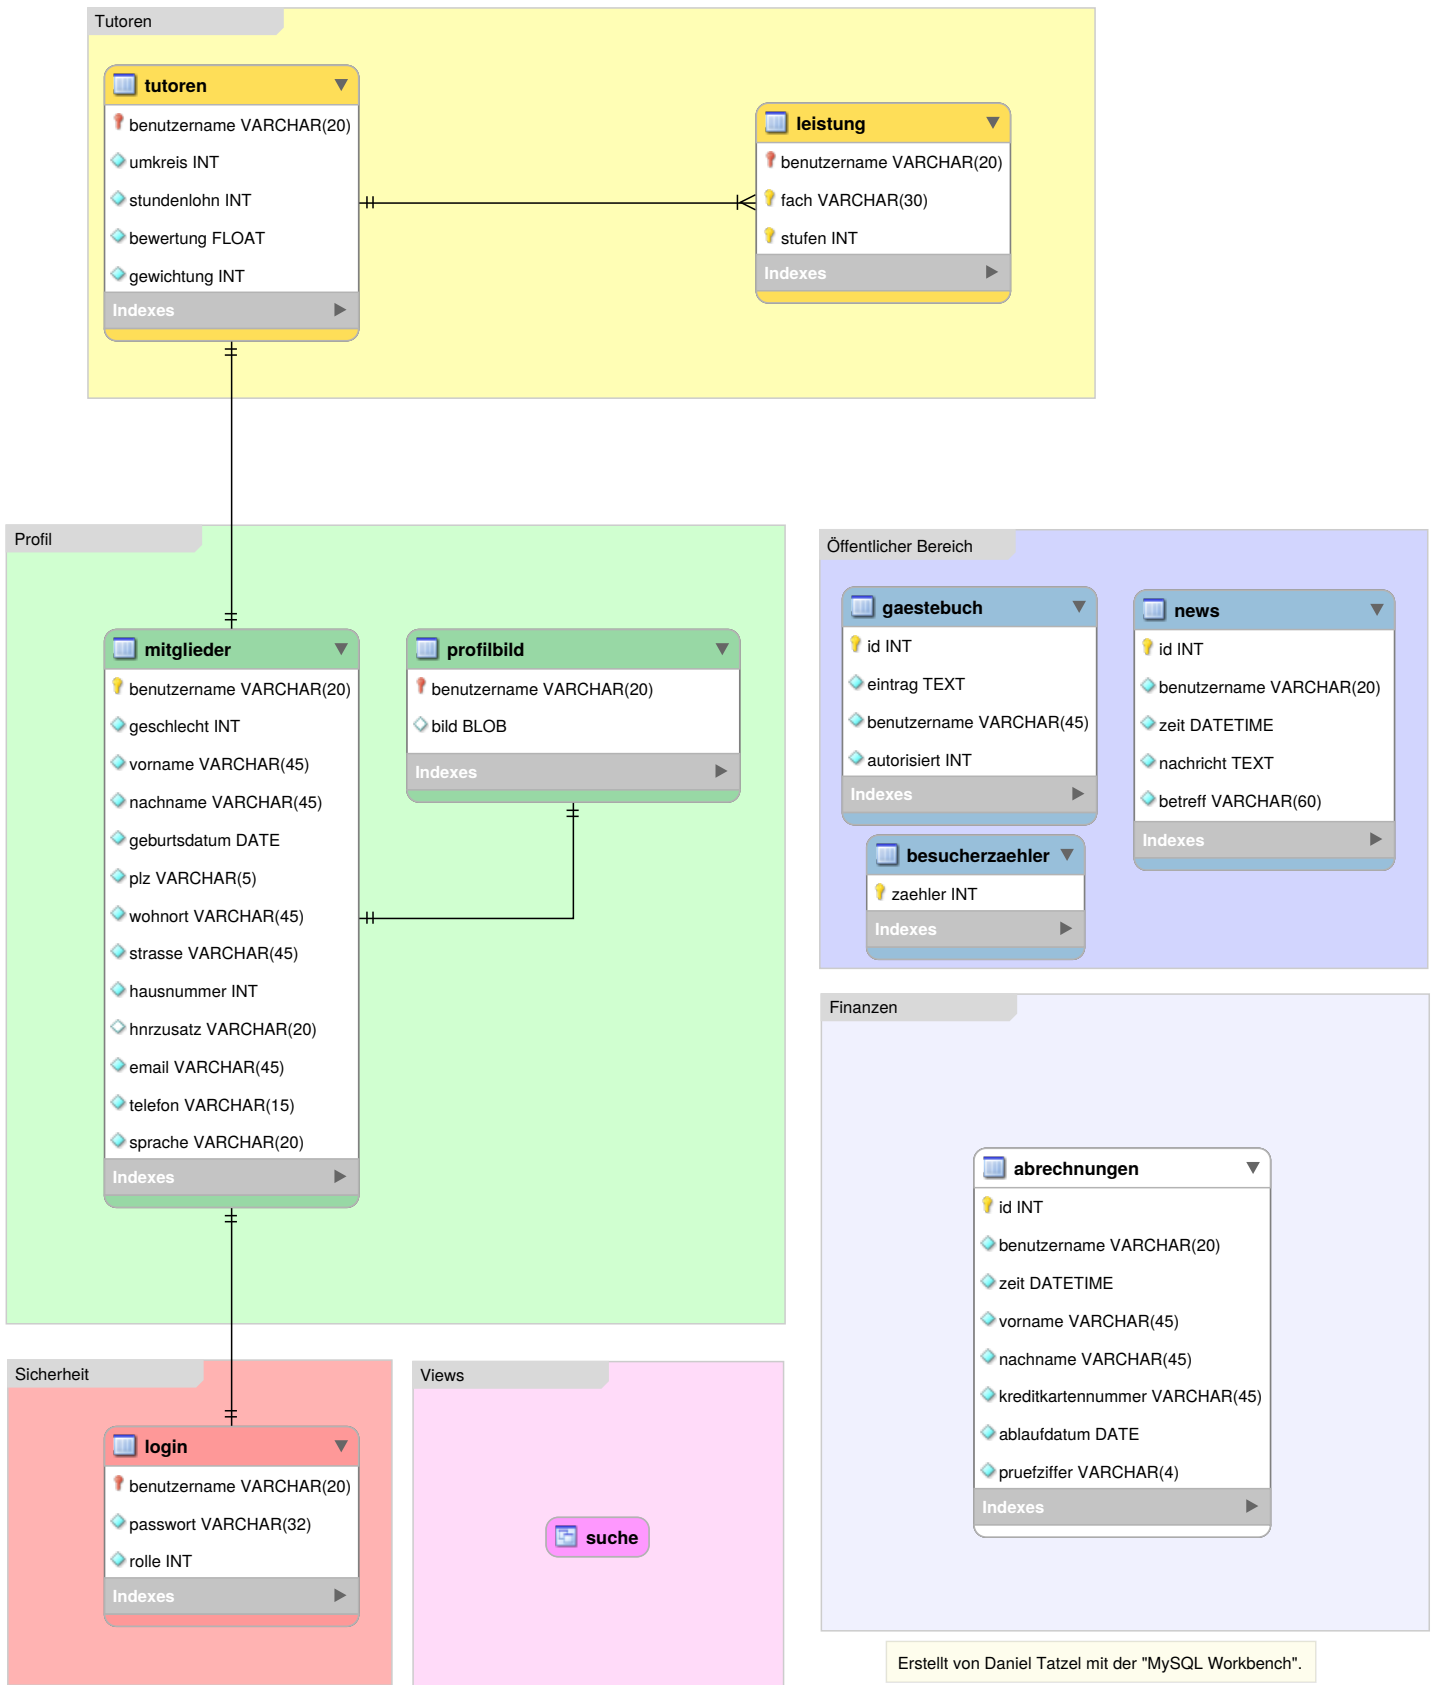 Tutoren
tutoren
benutzername VARCHAR(20)
umkreis INT
stundenlohn INT
bewertung FLOAT
gewichtung INT
Indexes
leistung
benutzername VARCHAR(20)
fach VARCHAR(30)
stufen INT
Indexes
Profil
mitglieder
benutzername VARCHAR(20)
geschlecht INT
vorname VARCHAR(45)
nachname VARCHAR(45)
geburtsdatum DATE
plz VARCHAR(5)
wohnort VARCHAR(45)
strasse VARCHAR(45)
hausnummer INT
hnrzusatz VARCHAR(20)
email VARCHAR(45)
telefon VARCHAR(15)
sprache VARCHAR(20)
Indexes
profilbild
benutzername VARCHAR(20)
bild BLOB
Indexes
Öffentlicher Bereich
gaestebuch
id INT
eintrag TEXT
benutzername VARCHAR(45)
autorisiert INT
Indexes
news
id INT
benutzername VARCHAR(20)
zeit DATETIME
nachricht TEXT
betreff VARCHAR(60)
Indexes
besucherzaehler
zaehler INT
Indexes
Finanzen
abrechnungen
id INT
benutzername VARCHAR(20)
zeit DATETIME
vorname VARCHAR(45)
nachname VARCHAR(45)
kreditkartennummer VARCHAR(45)
ablaufdatum DATE
pruefziffer VARCHAR(4)
Indexes
Sicherheit
login
benutzername VARCHAR(20)
passwort VARCHAR(32)
rolle INT
Indexes
Views
suche
Erstellt von Daniel Tatzel mit der "MySQL Workbench".